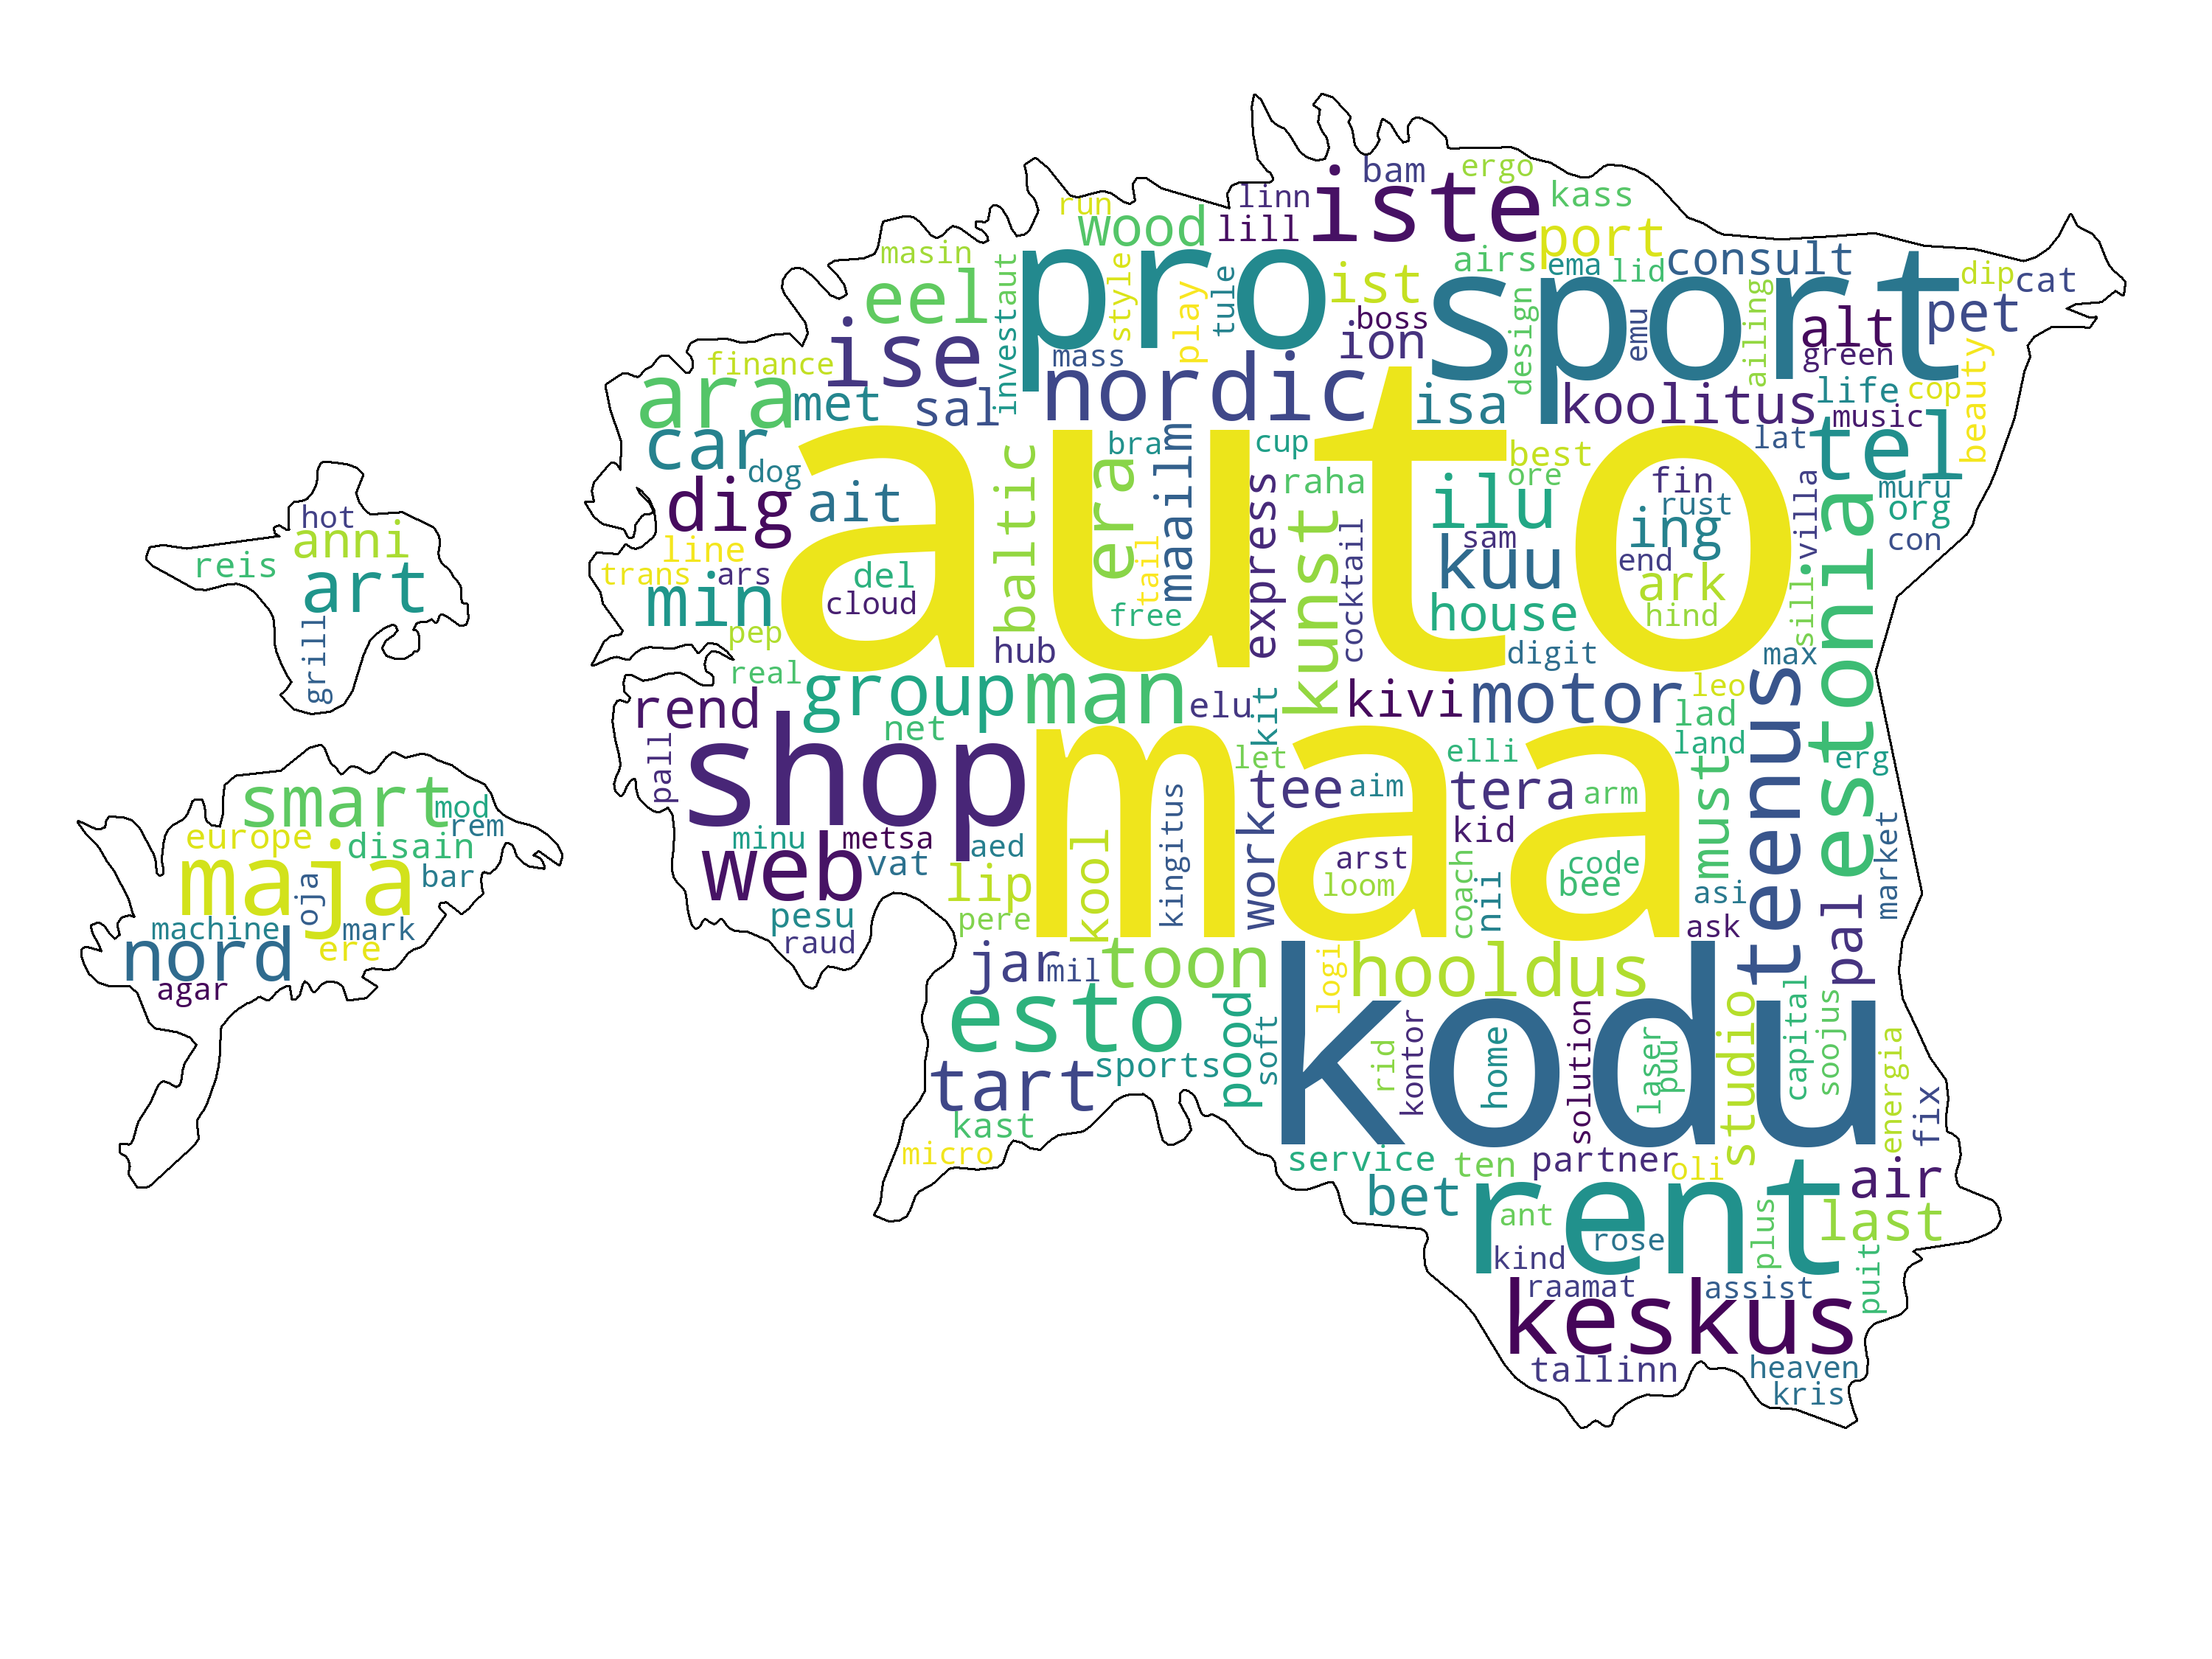 bam
ergo
iste
kass
linn
run
wood
lill
port
masin
eel
investaut
style
play
tule
pro
ist
airs
ema
lid
consult
dip
cat
boss
ion
sport
design
emu
ailing
alt
green
pet
finance
ise
mass
nordic
ara
met
sal
isa
koolitus
life
cop
music
beauty
car
dog
dig
ait
auto
baltic
bra
era
maailm
cup
raha
express
best
ore
lat
tel
ilu
fin
rust
muru
org
con
villa
hot
anni
reis
art
grill
line
trans
ars
min
del
cloud
tail
free
kunst
cocktail
sam
kuu
ing
end
ark
hind
sill
house
estonia
pep
real
hub
digit
max
rend
group
man
elu
kit
kivi
motor
leo
lad
land
teenus
erg
pall
net
shop
let
elli
maa
tee
aim
tera
arm
must
market
smart
mod
rem
europe
disain
maja
oja
bar
machine
mark
nord
ere
agar
minu
metsa
web
vat
aed
lip
kool
kingitus
work
arst
kid
loom
coach
nii
code
bee
asi
ask
pesu
raud
pere
pal
jar
mil
toon
logi
hooldus
esto
pood
soft
kodu
studio
capital
soojus
energia
tart
sports
rid
kontor
home
solution
laser
puu
fix
kast
micro
service
ten
partner
oli
air
bet
ant
rent
plus
last
rose
kind
puit
raamat
assist
keskus
tallinn
heaven
kris